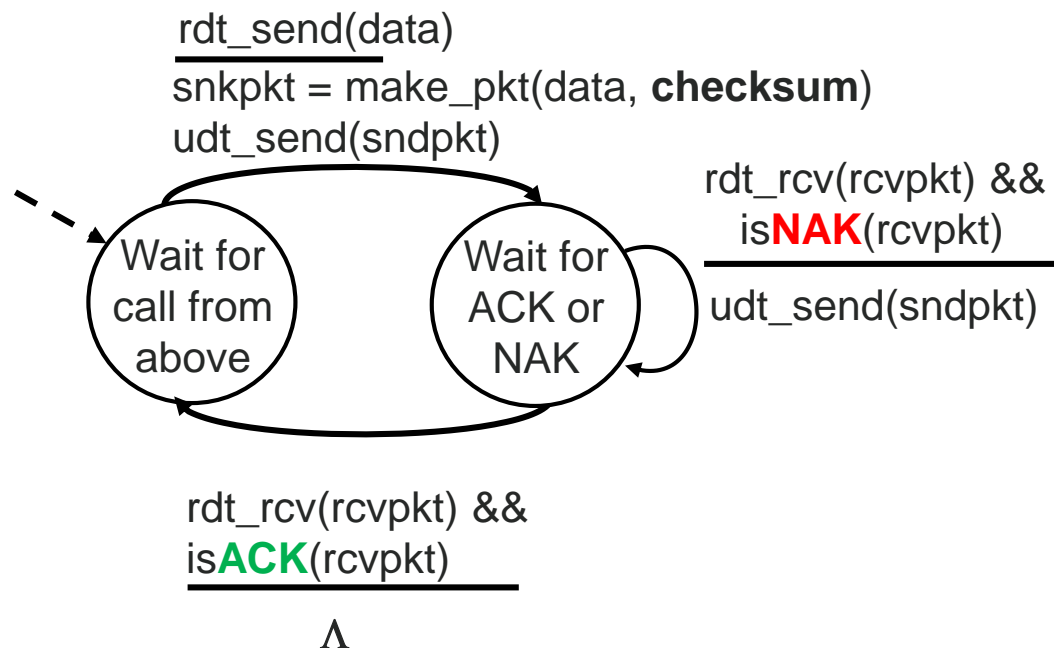 rdt_send(data)
snkpkt = make_pkt(data, checksum)
udt_send(sndpkt)
rdt_rcv(rcvpkt) &&
isNAK(rcvpkt)
udt_send(sndpkt)
Wait for
call from
above
Wait for
ACK or
NAK
rdt_rcv(rcvpkt) &&
isACK(rcvpkt)
Λ